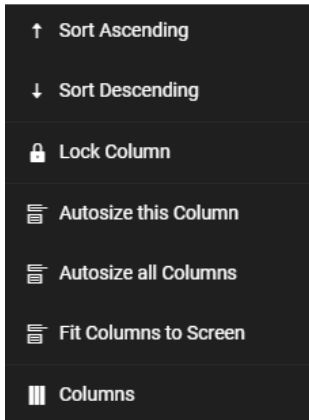 Sort Ascending
Sort Descending
Lock Column
Autosize this Column
Autosize all Columns
Fit Columns to Screen
Columns